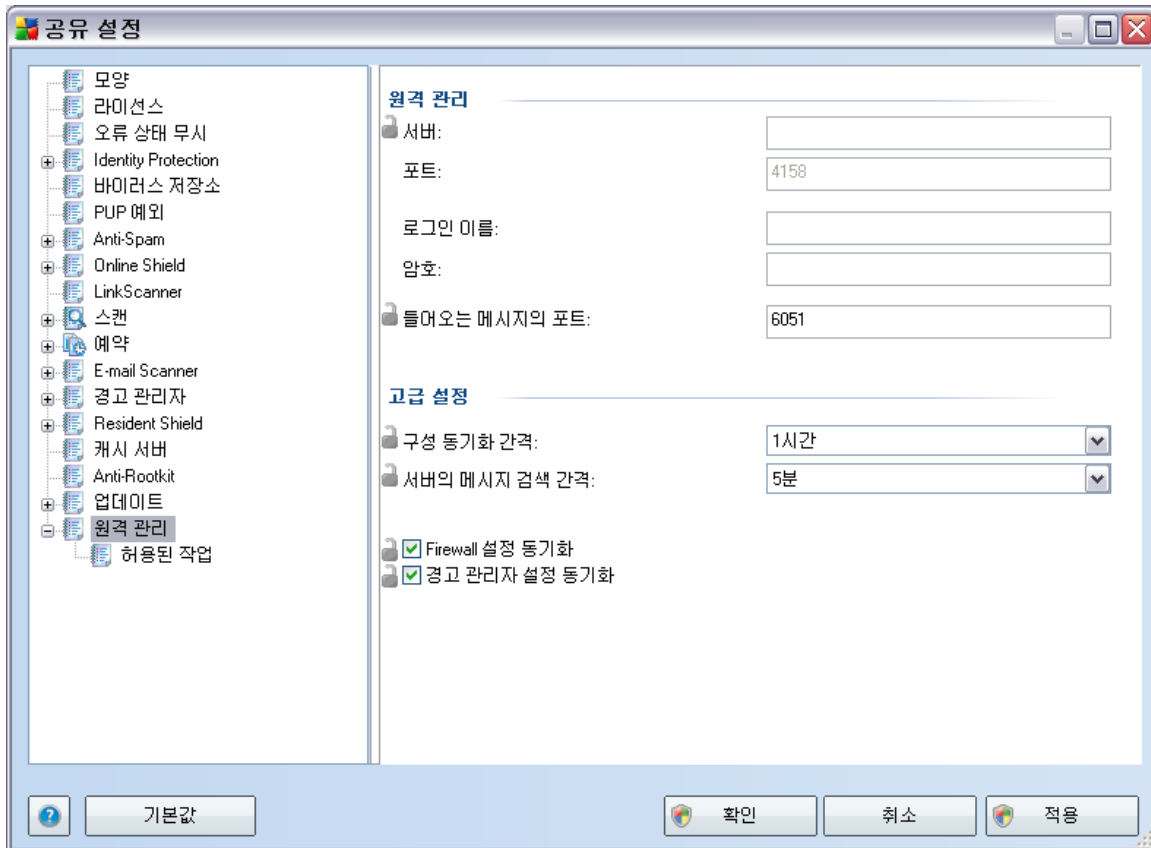 공유 설정
모양
라이선스
오류 상태 무시
Identity Protection
바이러스 저장소
PUP 예외
Anti-Spam
Online Shield
LinkScanner
스캔
예약
E-mail Scanner
경고 관리자
Resident Shield
캐시 서버
Anti-Rootkit
업데이트
원격 관리
허용된 작업
원격 관리
서버:
포트: 4158
로그인 이름:
암호:
들어오는 메시지의 포트: 6051
고급 설정
구성 동기화 간격: 1시간
서버의 메시지 검색 간격: 5분
Firewall 설정 동기화
경고 관리자 설정 동기화
기본값 확인 취소 적용